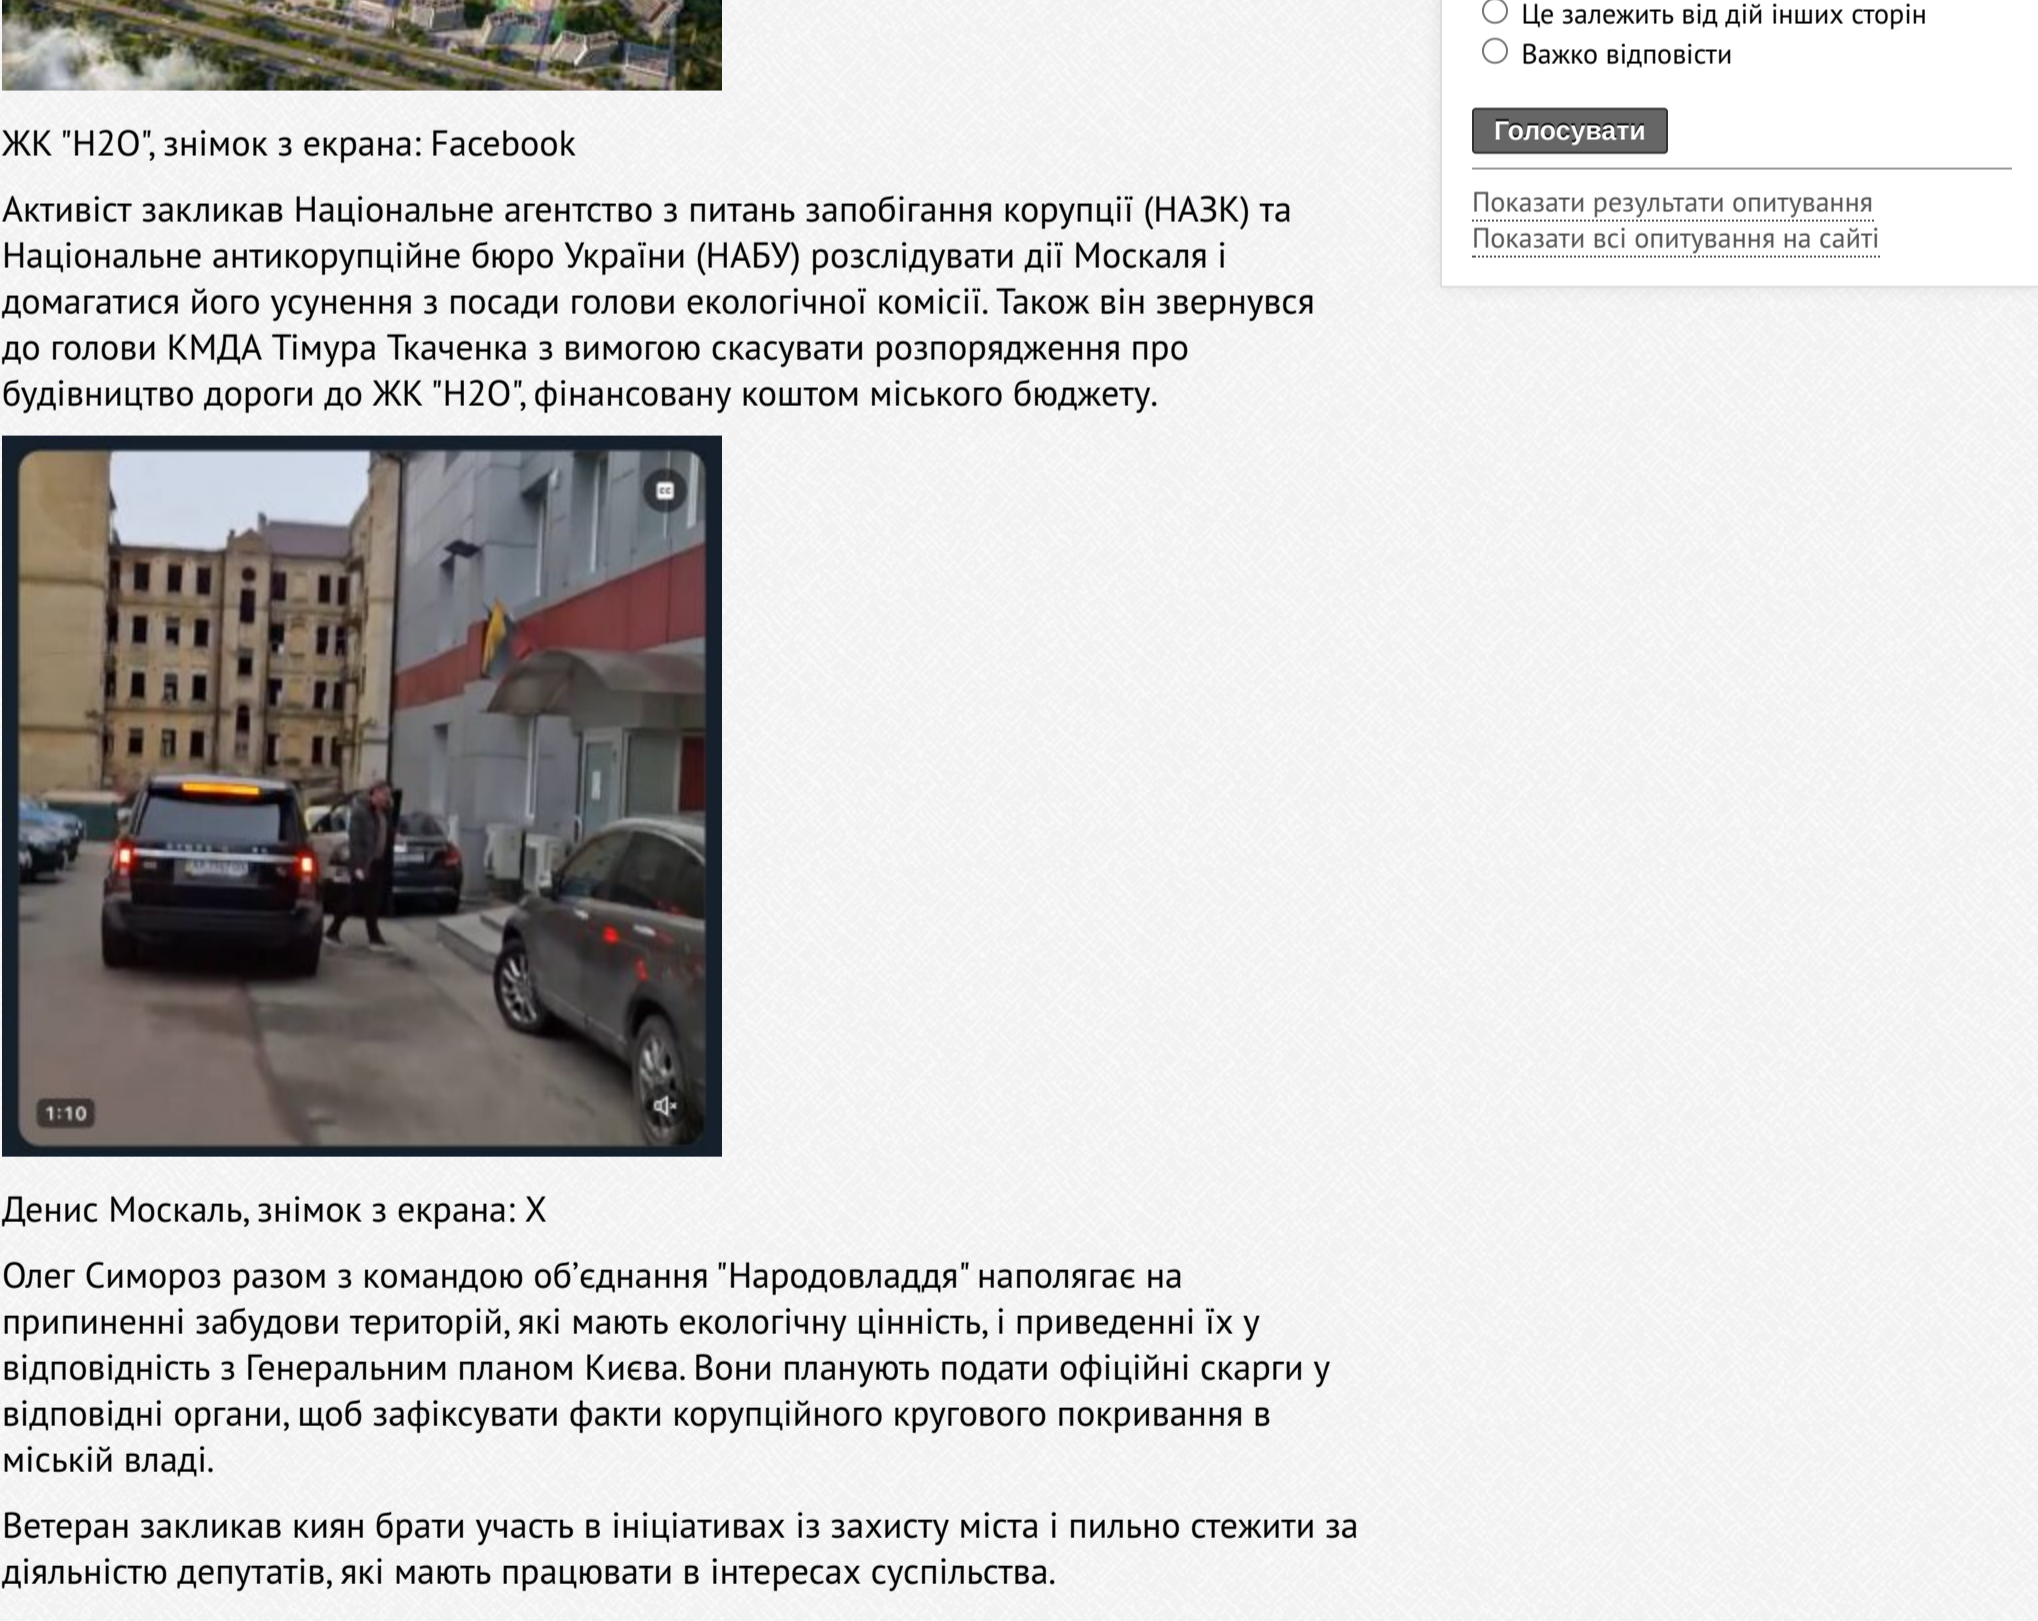 ЖК "H2O", знімок з екрана: Facebook
Активіст закликав Національне агентство з питань запобігання корупції (НАЗК) та
Національне антикорупційне бюро України (НАБУ) розслідувати дії Москаля і
домагатися його усунення з посади голови екологічної комісії. Також він звернувся
до голови КМДА Тімура Ткаченка з вимогою скасувати розпорядження про
будівництво дороги до ЖК "H2O", фінансовану коштом міського бюджету.
CC
1:10
Денис Москаль, знімок з екрана: X
Олег Симороз разом з командою об’єднання "Народовладдя" наполягає на
припиненні забудови територій, які мають екологічну цінність, і приведенні їх у
відповідність з Генеральним планом Києва. Вони планують подати офіційні скарги у
відповідні органи, щоб зафіксувати факти корупційного кругового покривання в
міській владі.
Ветеран закликав киян брати участь в ініціативах із захисту міста і пильно стежити за
діяльністю депутатів, які мають працювати в інтересах суспільства.
Це залежить від дій інших сторін
Важко відповісти
Голосувати
Показати результати опитування
Показати всі опитування на сайті